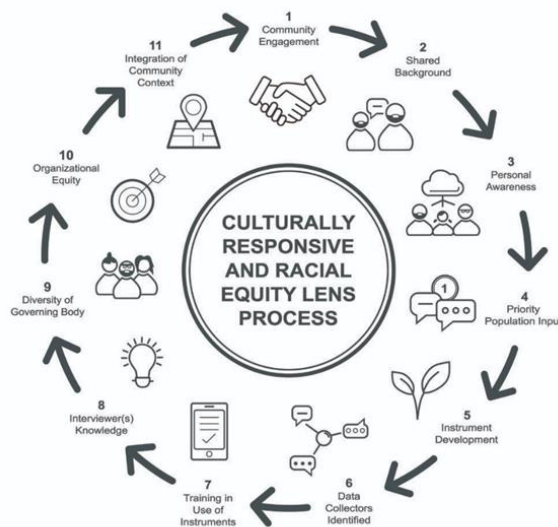 1
Community
Engagement
2
Shared
Background
3
Personal
Awareness
1
4
Priority
Population Input
5
Instrument
Development
6
Data
Collectors
Identified
7
Training in
Use of
Instruments
8
Interviewer(s)
Knowledge
9
Diversity of
Governing Body
10
Organizational
Equity
11
Integration of
Community
Context
CULTURALLY
RESPONSIVE
AND RACIAL
EQUITY LENS
PROCESS